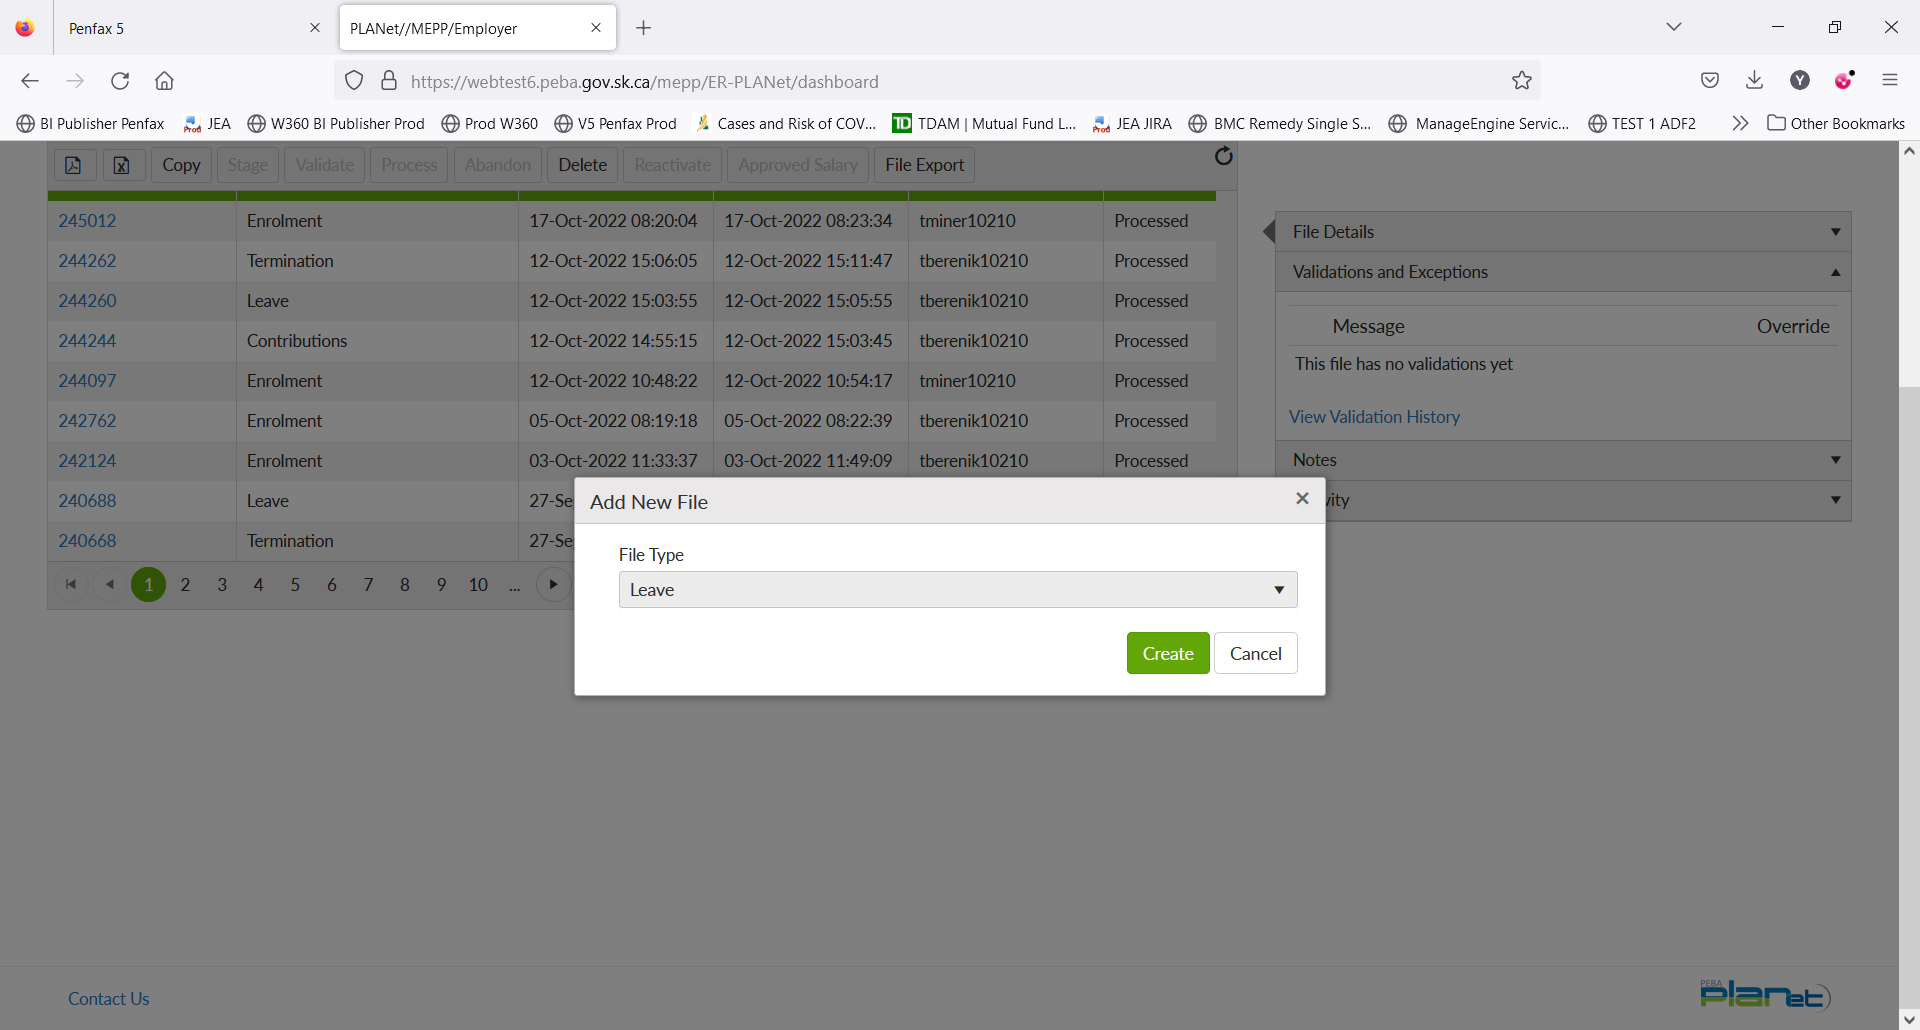 Penfax 5
PLANet//MEPP/Employer
https://webtest6.peba.gov.sk.ca/mepp/ER-PLANet/dashboard
Y
BI Publisher Penfax JEA W360 BI Publisher Prod Prod W360 V5 Penfax Prod Cases and Risk of COV... TD TDAM | Mutual Fund L... JEA JIRA BMC Remedy Single S... ManageEngine Servic... TEST 1 ADF2 Other Bookmarks
Copy Stage Validate Process Abandon Delete Reactivate Approved Salary File Export
245012 Enrolment 17-Oct-2022 08:20:04 17-Oct-2022 08:23:34 tminer10210 Processed
244262 Termination 12-Oct-2022 15:06:05 12-Oct-2022 15:11:47 tberenik10210 Processed
244260 Leave 12-Oct-2022 15:03:55 12-Oct-2022 15:05:55 tberenik10210 Processed
244244 Contributions 12-Oct-2022 14:55:15 12-Oct-2022 15:03:45 tberenik10210 Processed
244097 Enrolment 12-Oct-2022 10:48:22 12-Oct-2022 10:54:17 tminer10210 Processed
242762 Enrolment 05-Oct-2022 08:19:18 05-Oct-2022 08:22:39 tberenik10210 Processed
242124 Enrolment 03-Oct-2022 11:33:37 03-Oct-2022 11:49:09 tberenik10210 Processed
240688 Leave 27-Se
240668 Termination 27-Se
1 2 3 4 5 6 7 8 9 10 ...
File Details
Validations and Exceptions
Message Override
This file has no validations yet
View Validation History
Notes
vity
Add New File
File Type
Leave
Create Cancel
Contact Us
PEBA
planet